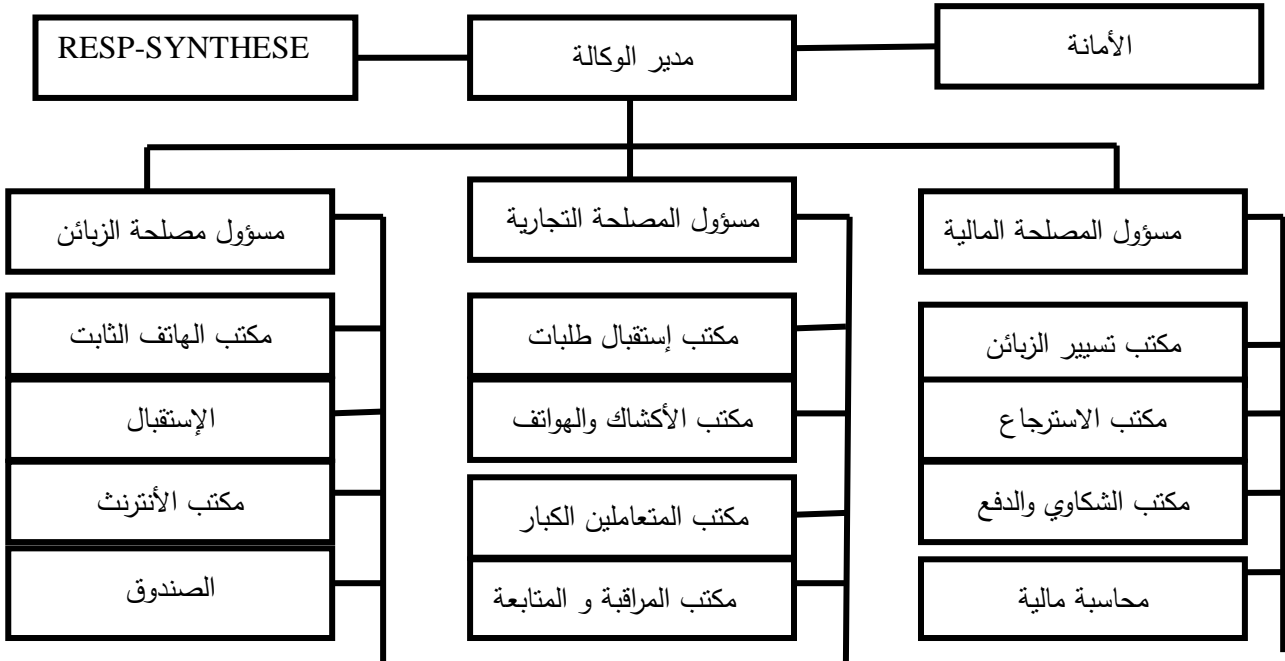 الأمانة
مدير الوكالة
RESP-SYNTHESE
مسؤول المصلحة المالية
مسؤول المصلحة التجارية
مسؤول مصلحة الزبائن
مكتب تسيير الزبائن
مكتب إستقبال طلبات
مكتب الهاتف الثابت
مكتب الاسترجاع
مكتب الأكشاك والهواتف
الإستقبال
مكتب الشكاوي والدفع
مكتب المتعاملين الكبار
مكتب الأنترنث
محاسبة مالية
مكتب المراقبة و المتابعة
الصندوق